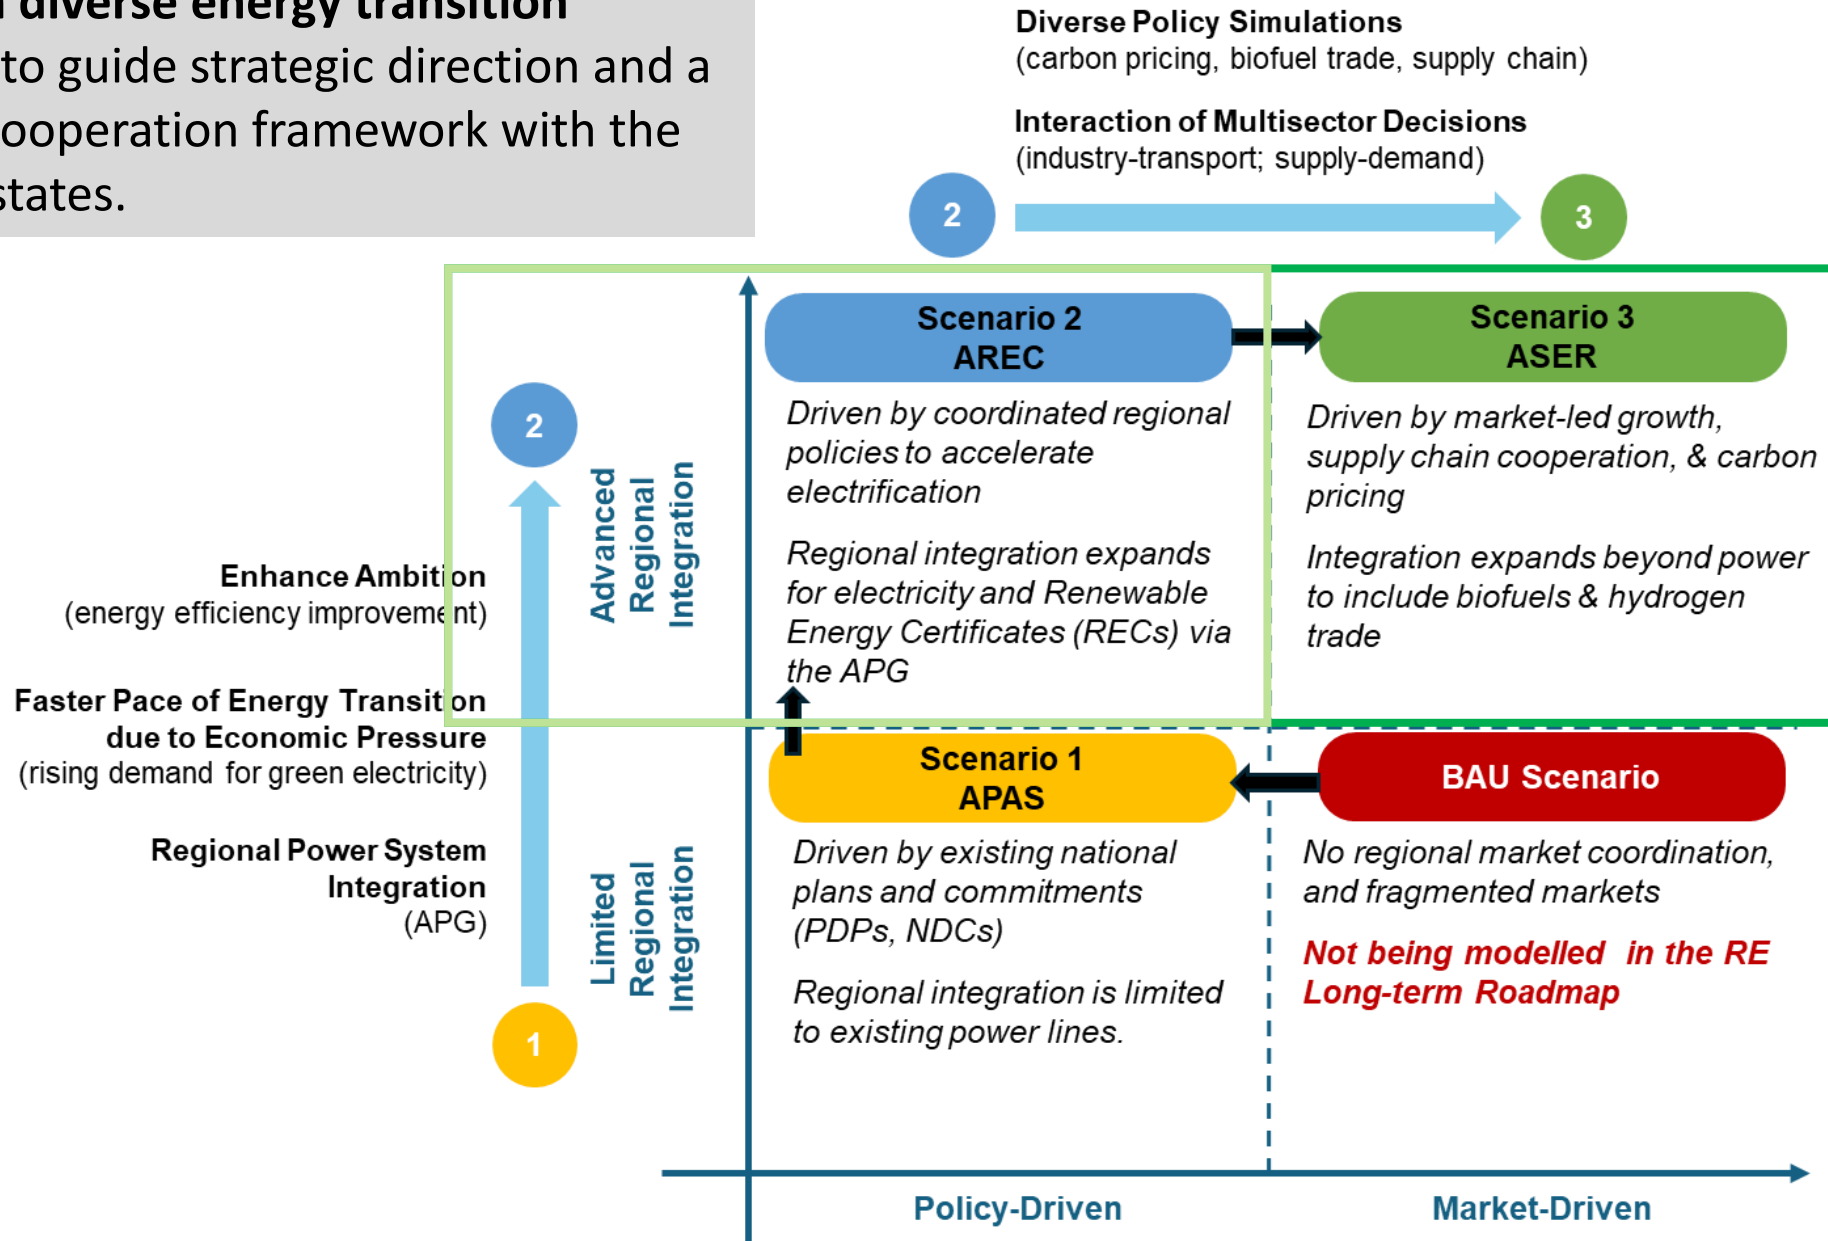 diverse energy transition
to guide strategic direction and a
ooperation framework with the
states.
Diverse Policy Simulations
(carbon pricing, biofuel trade, supply chain)
Interaction of Multisector Decisions
(industry-transport; supply-demand)
2
3
Scenario 2
AREC
Driven by coordinated regional
policies to accelerate
electrification
Regional integration expands
for electricity and Renewable
Energy Certificates (RECs) via
the APG
Scenario 3
ASER
Driven by market-led growth,
supply chain cooperation, & carbon
pricing
Integration expands beyond power
to include biofuels & hydrogen
trade
2
Advanced
Regional
Integration
Enhance Ambition
(energy efficiency improvement)
Faster Pace of Energy Transition
due to Economic Pressure
(rising demand for green electricity)
Regional Power System
Integration
(APG)
1
Limited
Regional
Integration
Scenario 1
APAS
Driven by existing national
plans and commitments
(PDPs, NDCs)
Regional integration is limited
to existing power lines.
BAU Scenario
No regional market coordination,
and fragmented markets
Not being modelled in the RE
Long-term Roadmap
Policy-Driven
Market-Driven